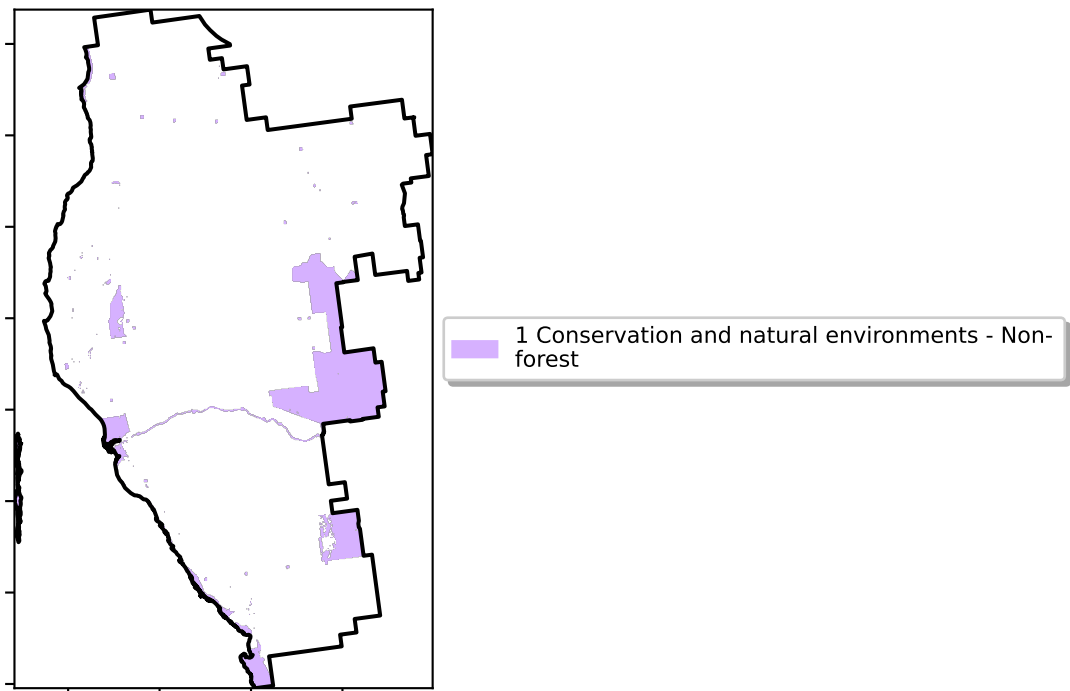 1 Conservation and natural environments - Non-
forest